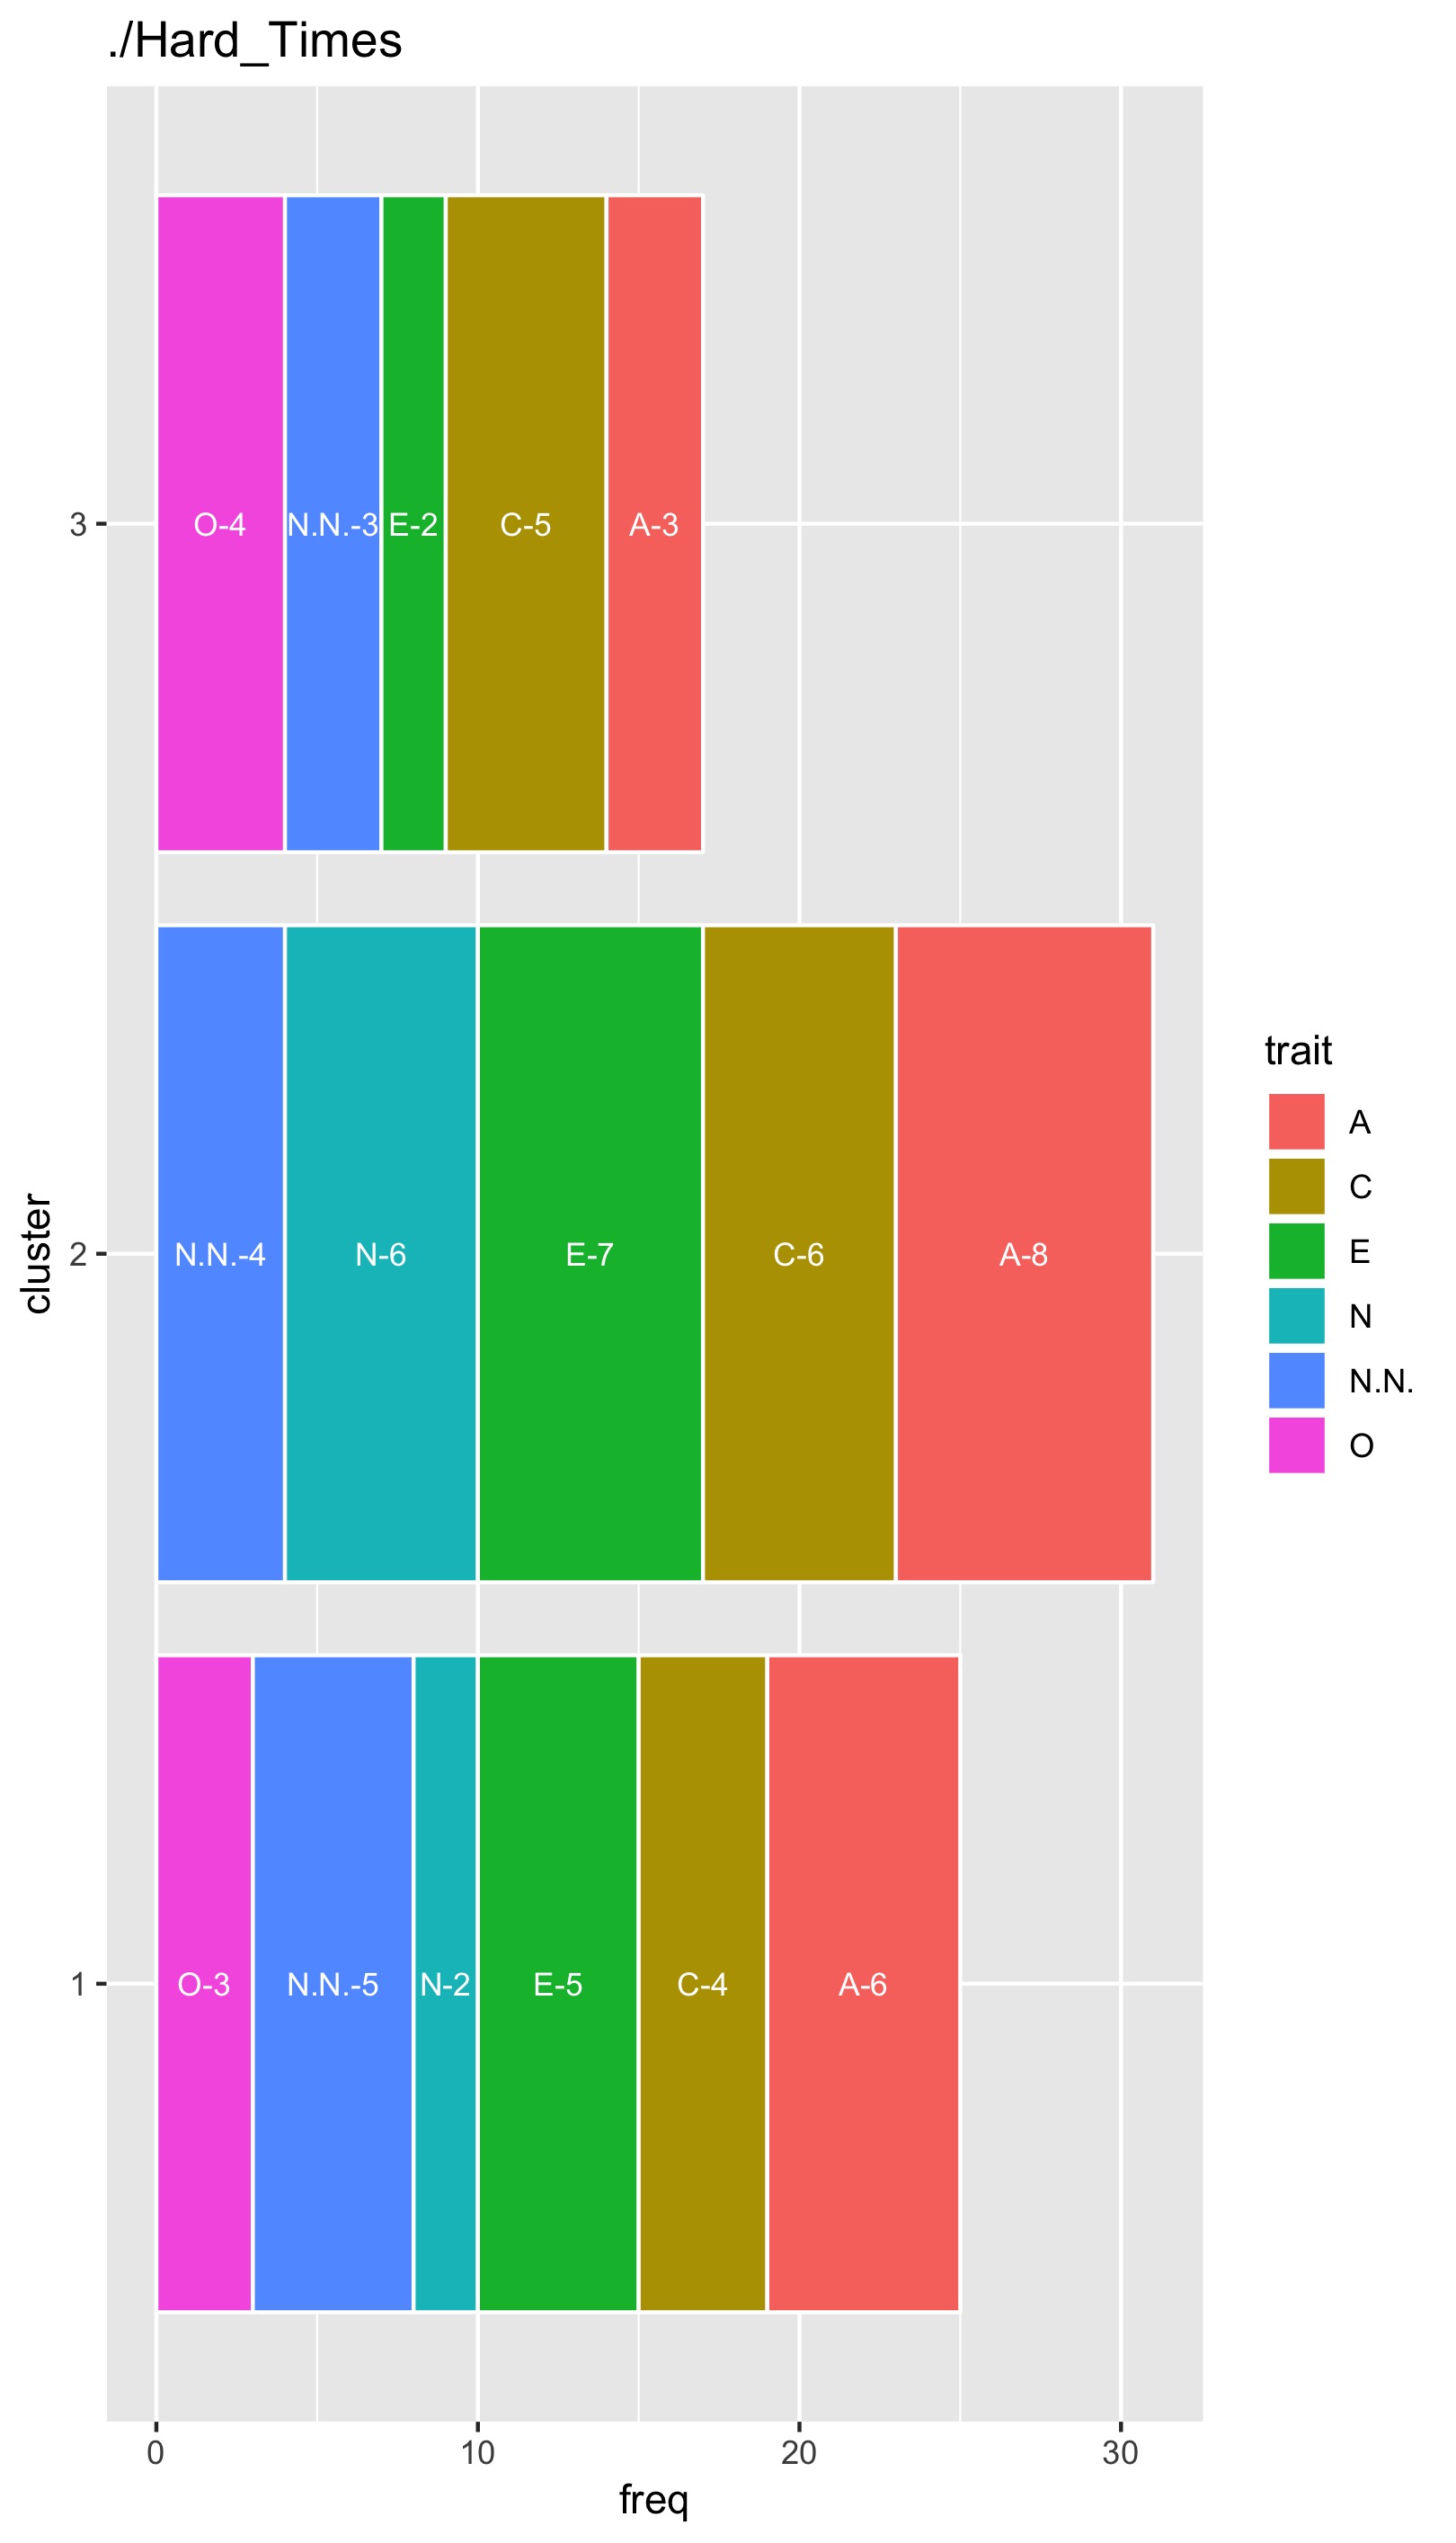 ./Hard_Times
3
O-4 N.N.-3 E-2 C-5 A-3
2
N.N.-4 N-6 E-7 C-6 A-8
1
O-3 N.N.-5 N-2 E-5 C-4 A-6
0 10 20 30
freq
cluster
trait
A
C
E
N
N.N.
O